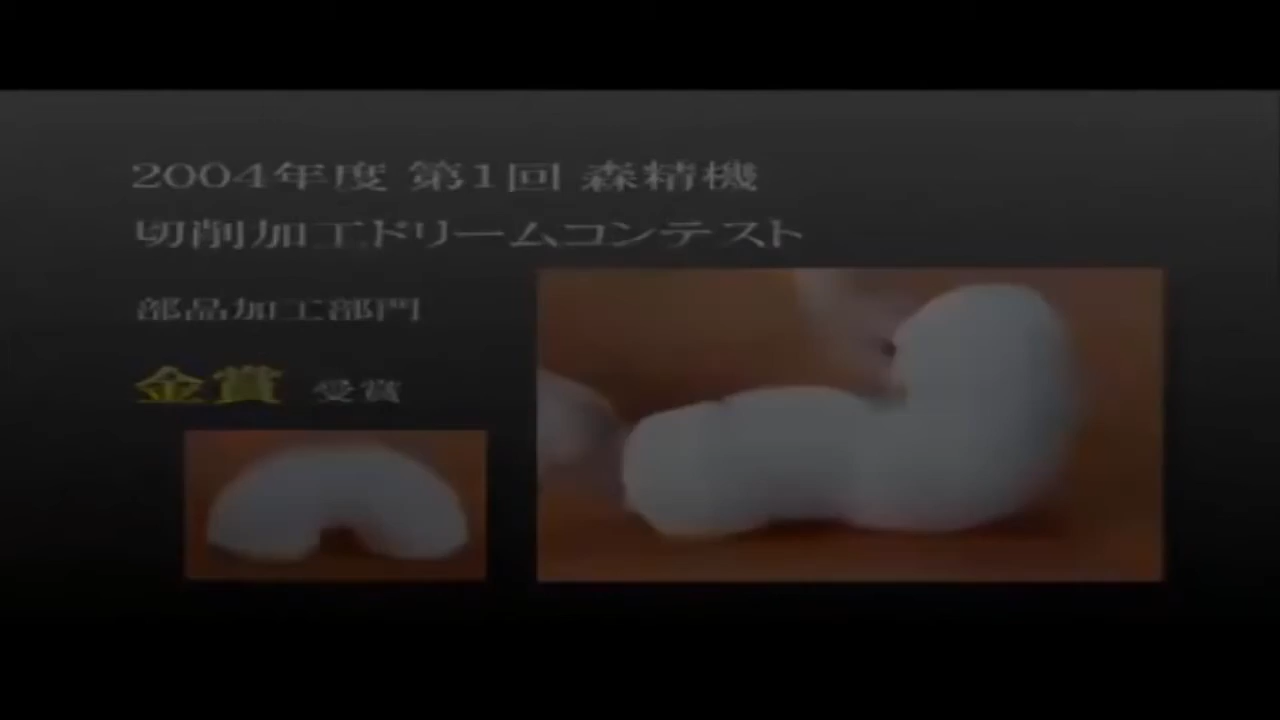 2004年度 第1回 森精機
切削加工ドリームコンテスト
部品加工部門
金賞 受賞